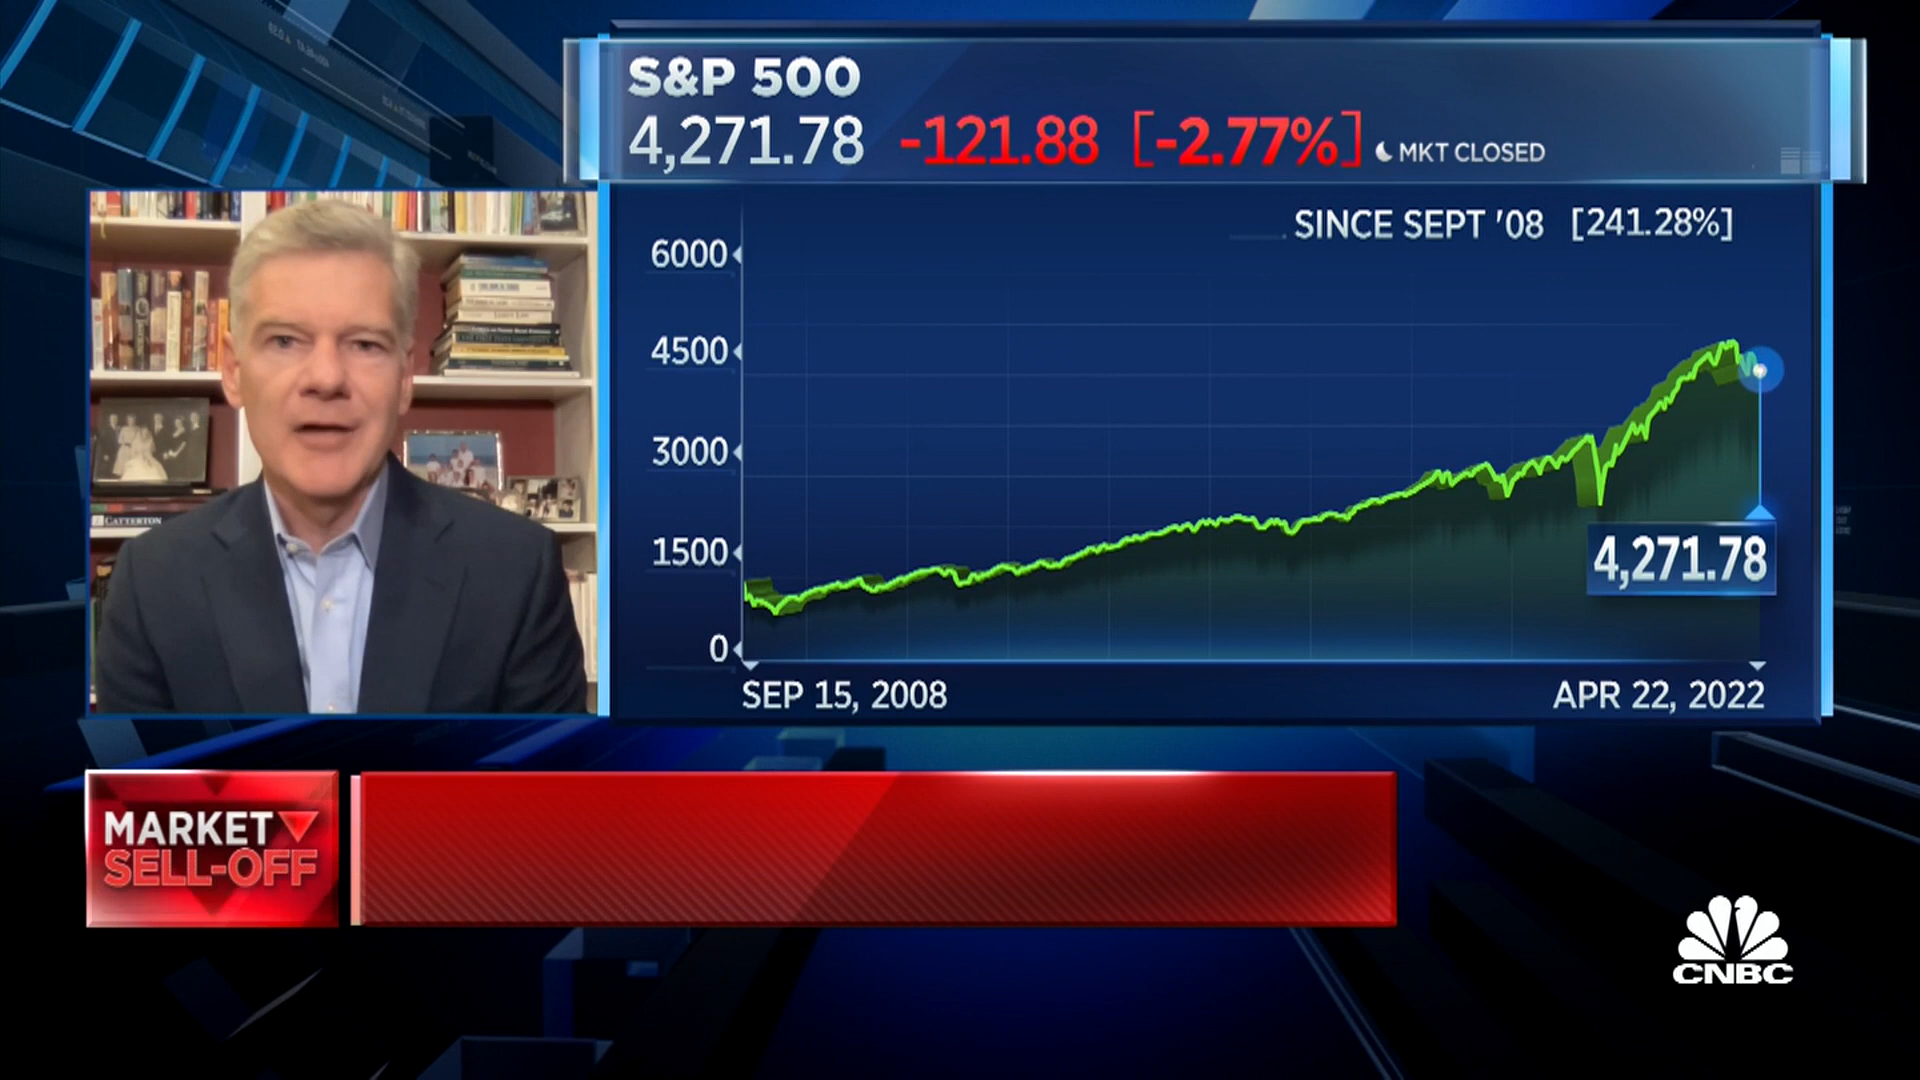 S&P 500
4,271.78 -121.88 [-2.77%] MKT CLOSED
SINCE SEPT '08 [241.28%]
6000
4500
3000
1500
0
4,271.78
SEP 15, 2008
APR 22, 2022
CATTERTON
MARKET
SELL-OFF
CNBC